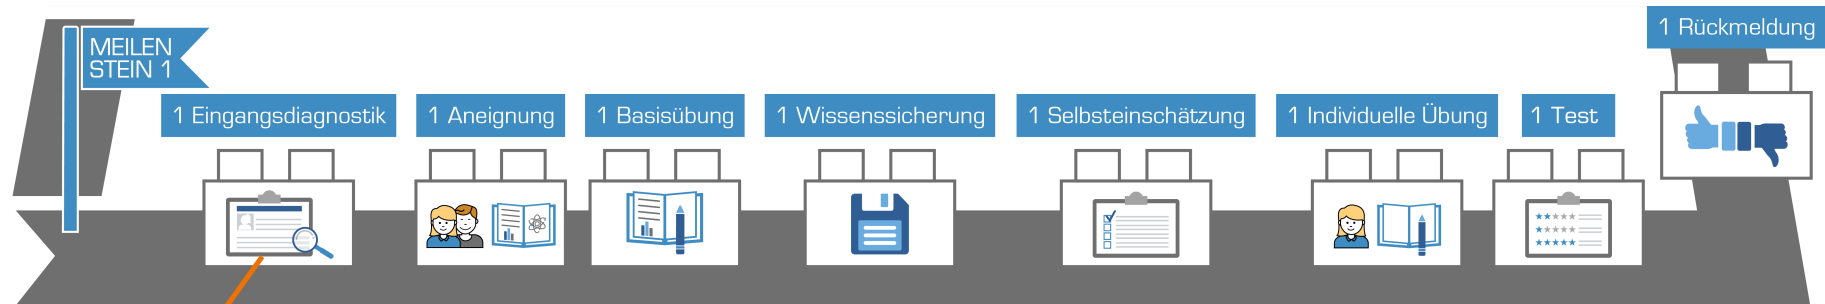 MEILEN
STEIN 1
1 Eingangsdiagnostik
1 Aneignung
1 Basisübung
1 Wissenssicherung
1 Selbsteinschätzung
1 Individuelle Übung
1 Test
1 Rückmeldung